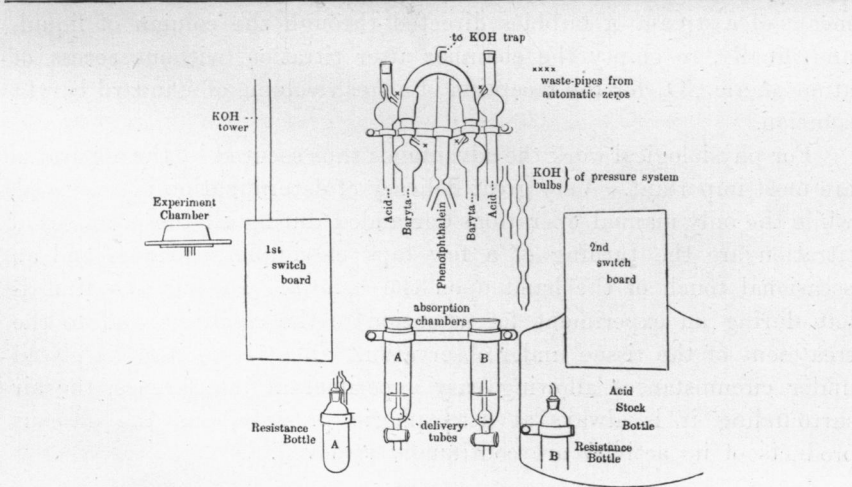 to KOH trap
×××× waste-pipes from
automatic zeros
KOH
tower
KOH
bulbs
of pressure system
Experiment
Chamber
Acid
Baryta
Phenolphthalein
Baryta
Acid
1st
switch
board
2nd
switch
board
absorption
chambers
A
B
Acid
Stock
Bottle
Resistance
Bottle
A
delivery
tubes
B
Resistance
Bottle